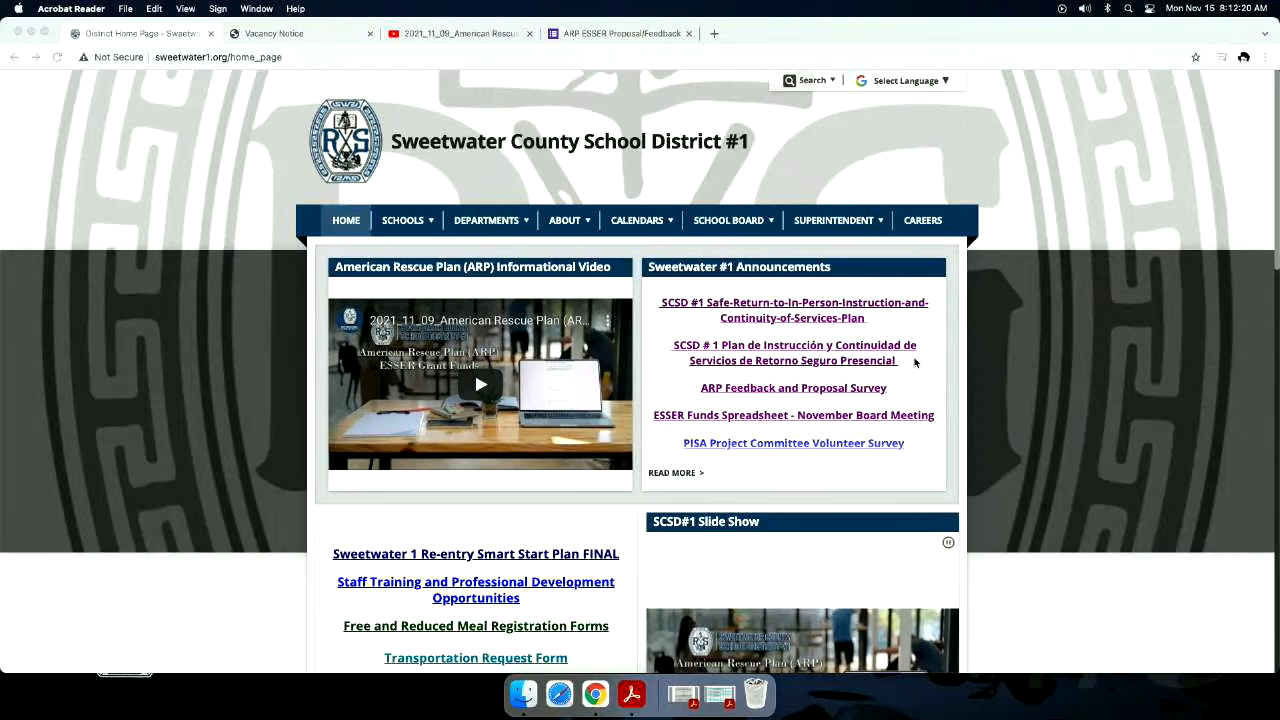 Acrobat Reader File Edit View Sign Window Help Mon Nov 15 8:12:20 AM
District Home Page - Sweetw Vacancy Notice 2021_11_09_American Rescu ARP ESSER Proposal/Feedback
Not Secure sweetwater1.org/home_page
Search Select Language
Sweetwater County School District #1
HOME SCHOOLS DEPARTMENTS ABOUT CALENDARS SCHOOL BOARD SUPERINTENDENT CAREERS
American Rescue Plan (ARP) Informational Video
2021_11_09_American Rescue Plan (AR...
American Rescue Plan (ARP)
ESSER Grant Funds
Sweetwater #1 Announcements
SCSD #1 Safe-Return-to-In-Person-Instruction-and-
Continuity-of-Services-Plan
SCSD # 1 Plan de Instrucción y Continuidad de
Servicios de Retorno Seguro Presencial
ARP Feedback and Proposal Survey
ESSER Funds Spreadsheet - November Board Meeting
PISA Project Committee Volunteer Survey
READ MORE >
Sweetwater 1 Re-entry Smart Start Plan FINAL
Staff Training and Professional Development
Opportunities
Free and Reduced Meal Registration Forms
Transportation Request Form
SCSD#1 Slide Show
American Rescue Plan (ARP)